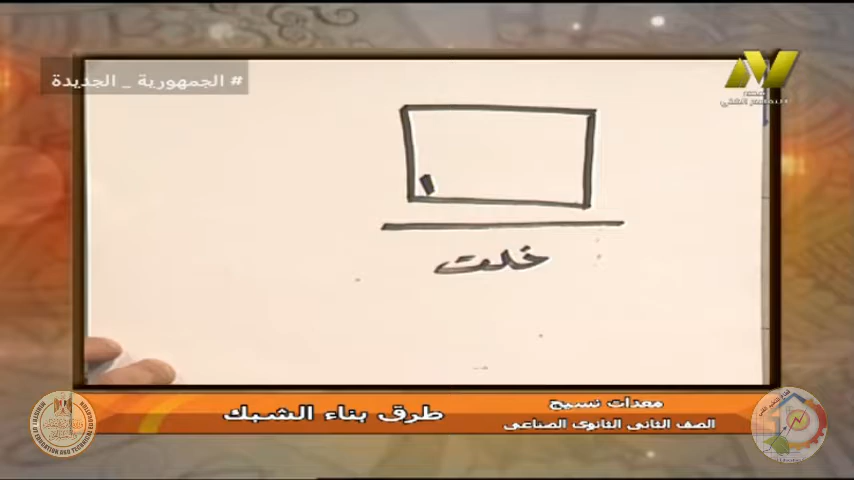 # الجمهورية _ الجديدة
خلت
طرق بناء الشبك
معدات نسيج
الصف الثانى الثانوى الصناعى